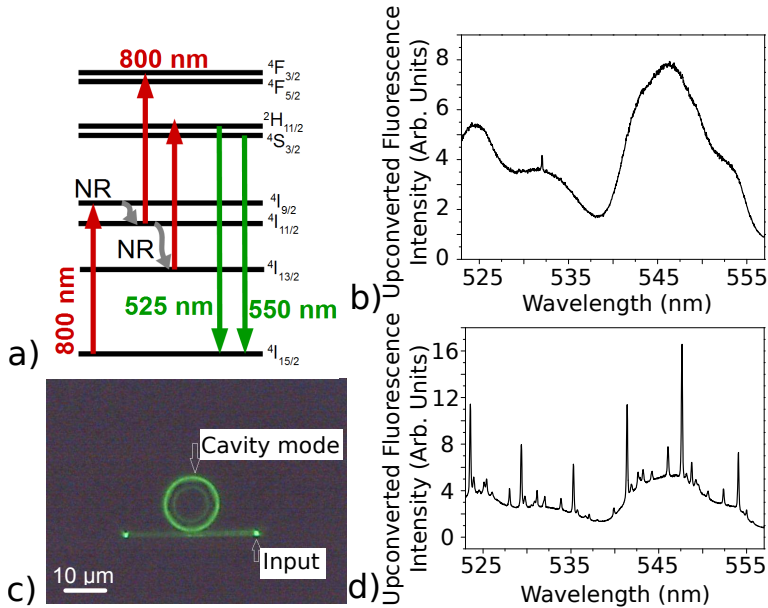 a)
800 nm
⁴F₃/₂
⁴F₅/₂
²H₁₁/₂
⁴S₃/₂
NR
⁴I₉/₂
⁴I₁₁/₂
NR
⁴I₁₃/₂
800 nm
525 nm
550 nm
⁴I₁₅/₂
b)
Upconverted Fluorescence
Intensity (Arb. Units)
8
6
4
2
0
525 535 545 555
Wavelength (nm)
c)
Cavity mode
Input
10 µm
d)
Upconverted Fluorescence
Intensity (Arb. Units)
16
12
8
4
0
525 535 545 555
Wavelength (nm)